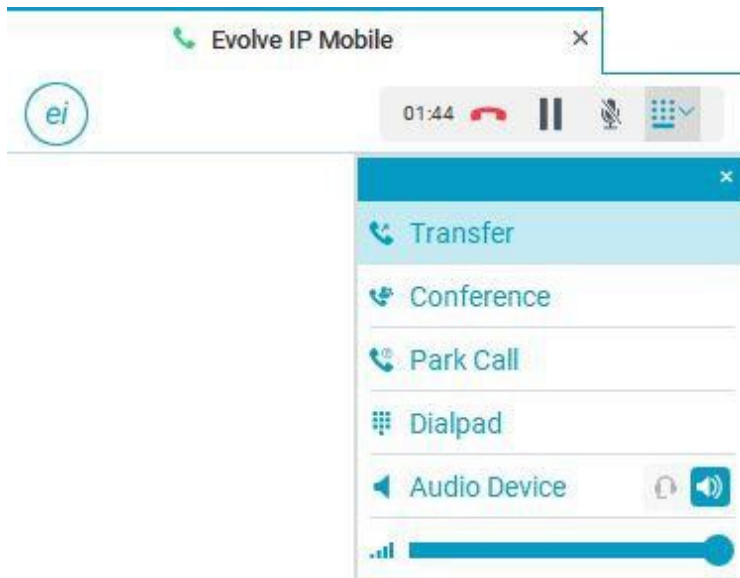 Evolve IP Mobile
ei
01:44
Transfer
Conference
Park Call
Dialpad
Audio Device